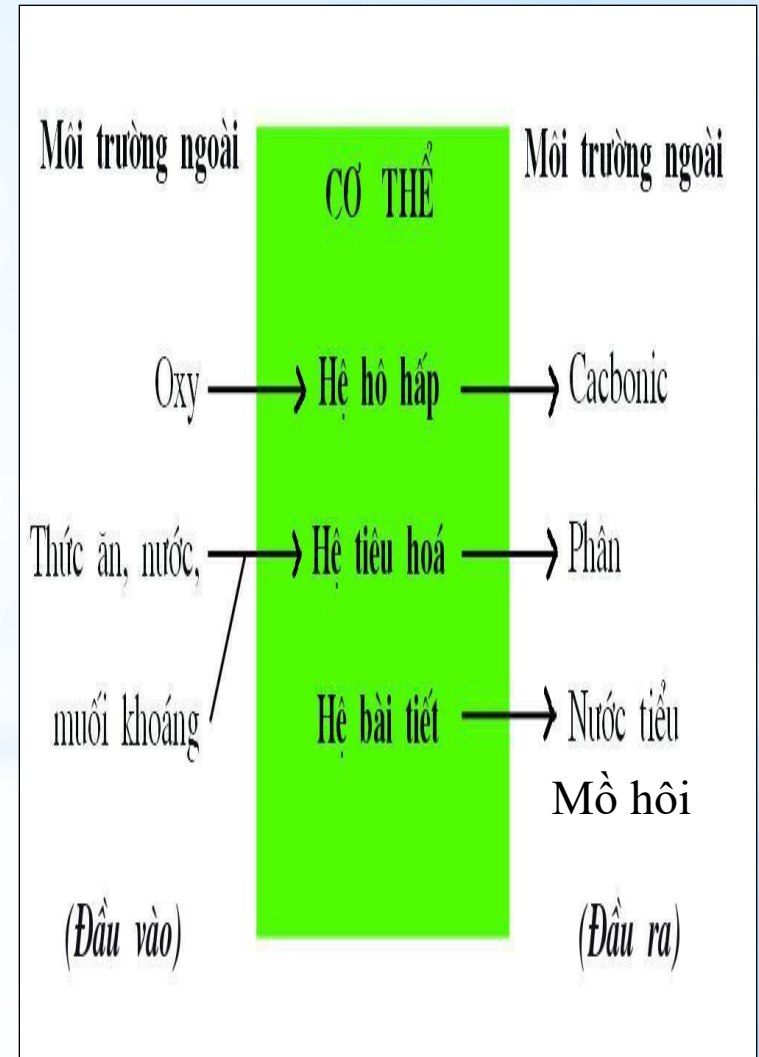 Môi trường ngoài
CƠ THỂ
Môi trường ngoài
Oxy
Hệ hô hấp
Cacbonic
Thức ăn, nước,
Hệ tiêu hoá
Phân
muối khoáng
Hệ bài tiết
Nước tiểu
Mồ hôi
(Đầu vào)
(Đầu ra)